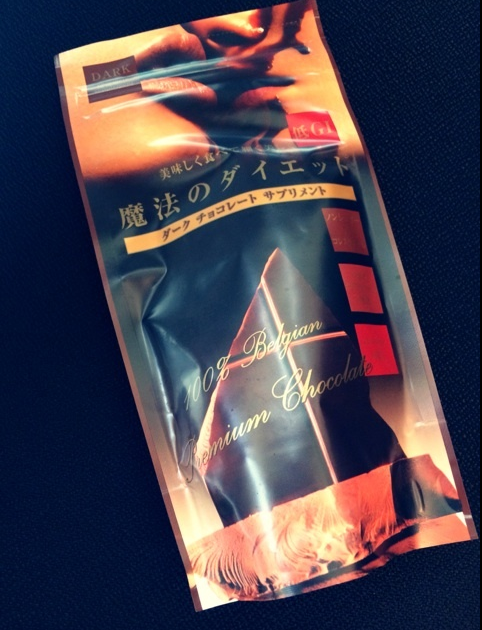 DARK
低GI
美味しく食べ
魔法のダイエット
ダーク チョコレート サプリメント
100% Belgian
Premium Chocolate